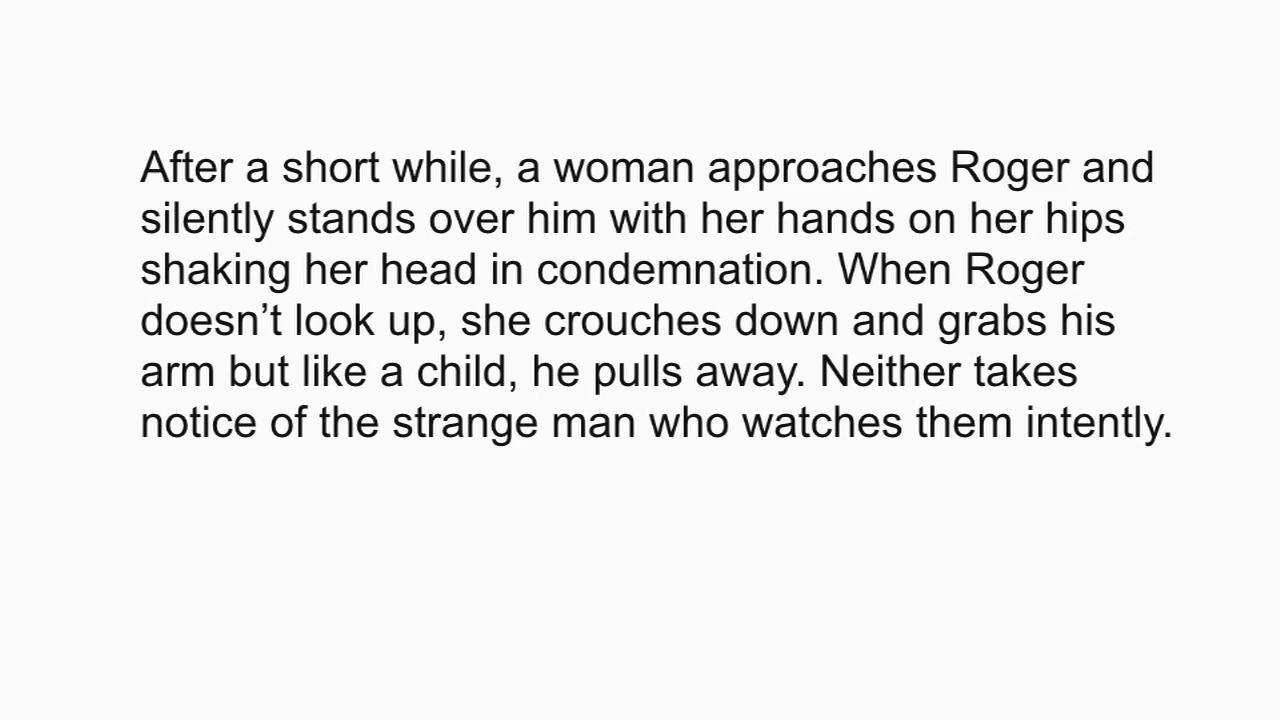 After a short while, a woman approaches Roger and
silently stands over him with her hands on her hips
shaking her head in condemnation. When Roger
doesn’t look up, she crouches down and grabs his
arm but like a child, he pulls away. Neither takes
notice of the strange man who watches them intently.